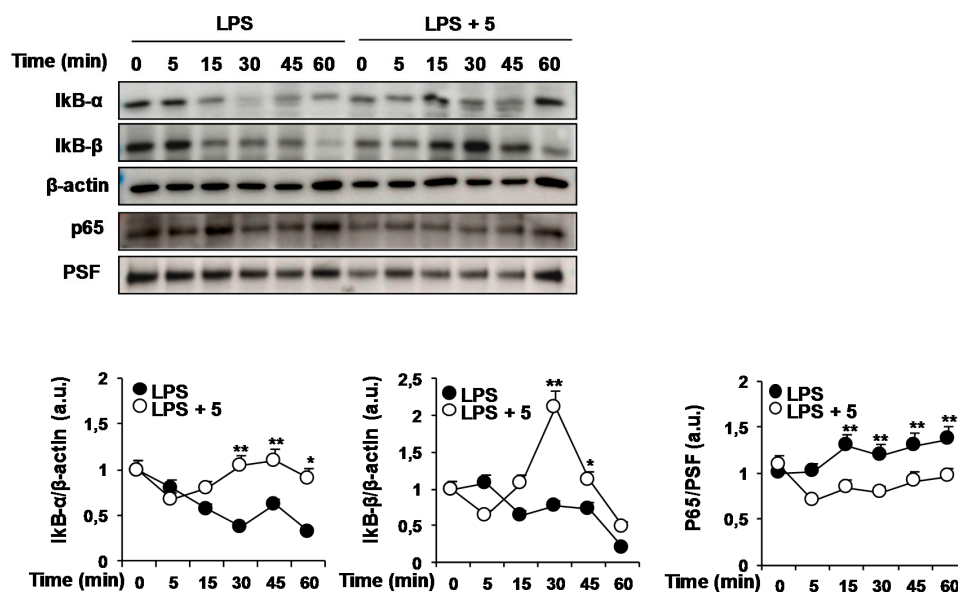 LPS LPS + 5
Time (min) 0 5 15 30 45 60 0 5 15 30 45 60
IkB-α
IkB-β
β-actin
p65
PSF
IkB-α/β-actin (a.u.)
2
1,5
1
0,5
0
LPS
LPS + 5
** ** *
Time (min) 0 5 15 30 45 60
IkB-β/β-actin (a.u.)
2,5
2
1,5
1
0,5
0
LPS
LPS + 5
** *
Time (min) 0 5 15 30 45 60
P65/PSF (a.u.)
2
1,5
1
0,5
0
LPS
LPS + 5
** ** ** **
Time (min) 0 5 15 30 45 60